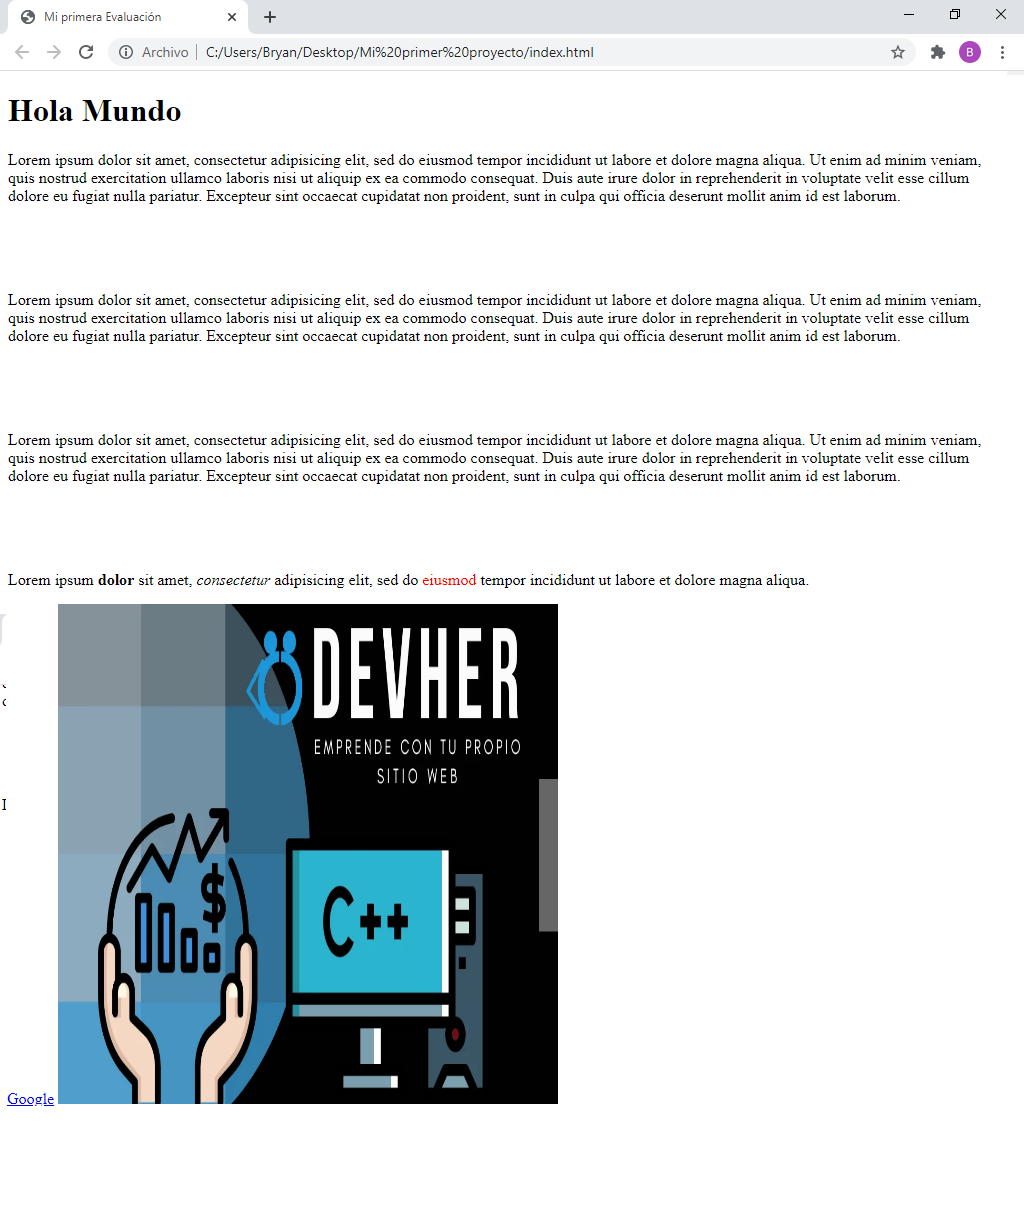 Mi primera Evaluación
Archivo
C:/Users/Bryan/Desktop/Mi%20primer%20proyecto/index.html
B
Hola Mundo
Lorem ipsum dolor sit amet, consectetur adipisicing elit, sed do eiusmod tempor incididunt ut labore et dolore magna aliqua. Ut enim ad minim veniam,
quis nostrud exercitation ullamco laboris nisi ut aliquip ex ea commodo consequat. Duis aute irure dolor in reprehenderit in voluptate velit esse cillum
dolore eu fugiat nulla pariatur. Excepteur sint occaecat cupidatat non proident, sunt in culpa qui officia deserunt mollit anim id est laborum.
Lorem ipsum dolor sit amet, consectetur adipisicing elit, sed do eiusmod tempor incididunt ut labore et dolore magna aliqua. Ut enim ad minim veniam,
quis nostrud exercitation ullamco laboris nisi ut aliquip ex ea commodo consequat. Duis aute irure dolor in reprehenderit in voluptate velit esse cillum
dolore eu fugiat nulla pariatur. Excepteur sint occaecat cupidatat non proident, sunt in culpa qui officia deserunt mollit anim id est laborum.
Lorem ipsum dolor sit amet, consectetur adipisicing elit, sed do eiusmod tempor incididunt ut labore et dolore magna aliqua. Ut enim ad minim veniam,
quis nostrud exercitation ullamco laboris nisi ut aliquip ex ea commodo consequat. Duis aute irure dolor in reprehenderit in voluptate velit esse cillum
dolore eu fugiat nulla pariatur. Excepteur sint occaecat cupidatat non proident, sunt in culpa qui officia deserunt mollit anim id est laborum.
Lorem ipsum dolor sit amet, consectetur adipisicing elit, sed do eiusmod tempor incididunt ut labore et dolore magna aliqua.
DEVHER
EMPRENDE CON TU PROPIO
SITIO WEB
$
C++
Google